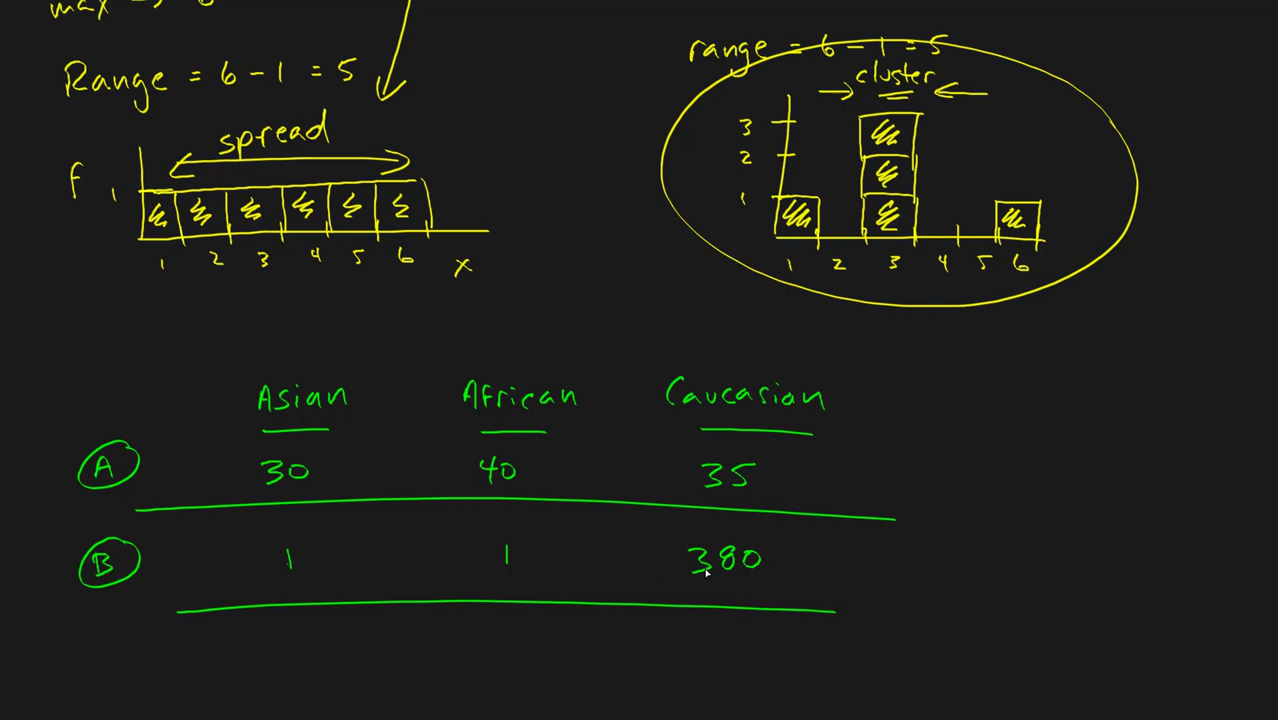 max
Range = 6 - 1 = 5
spread
f
1
1 2 3 4 5 6 x
range = 6 - 1 = 5
cluster
3
2
1
1 2 3 4 5 6
Asian African Caucasian
A 30 40 35
B 1 1 380